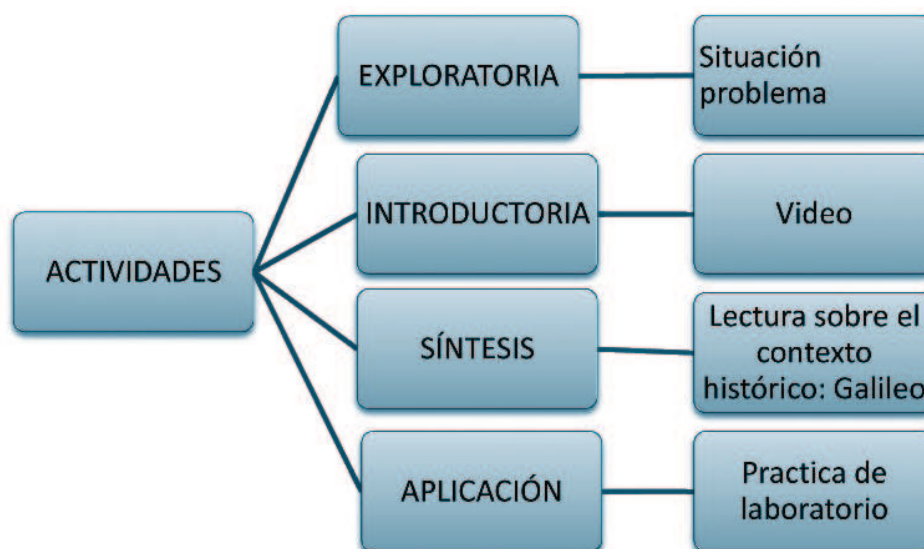 EXPLORATORIA
Situación
problema
INTRODUCTORIA
Video
ACTIVIDADES
SÍNTESIS
Lectura sobre el
contexto
histórico: Galileo
APLICACIÓN
Practica de
laboratorio